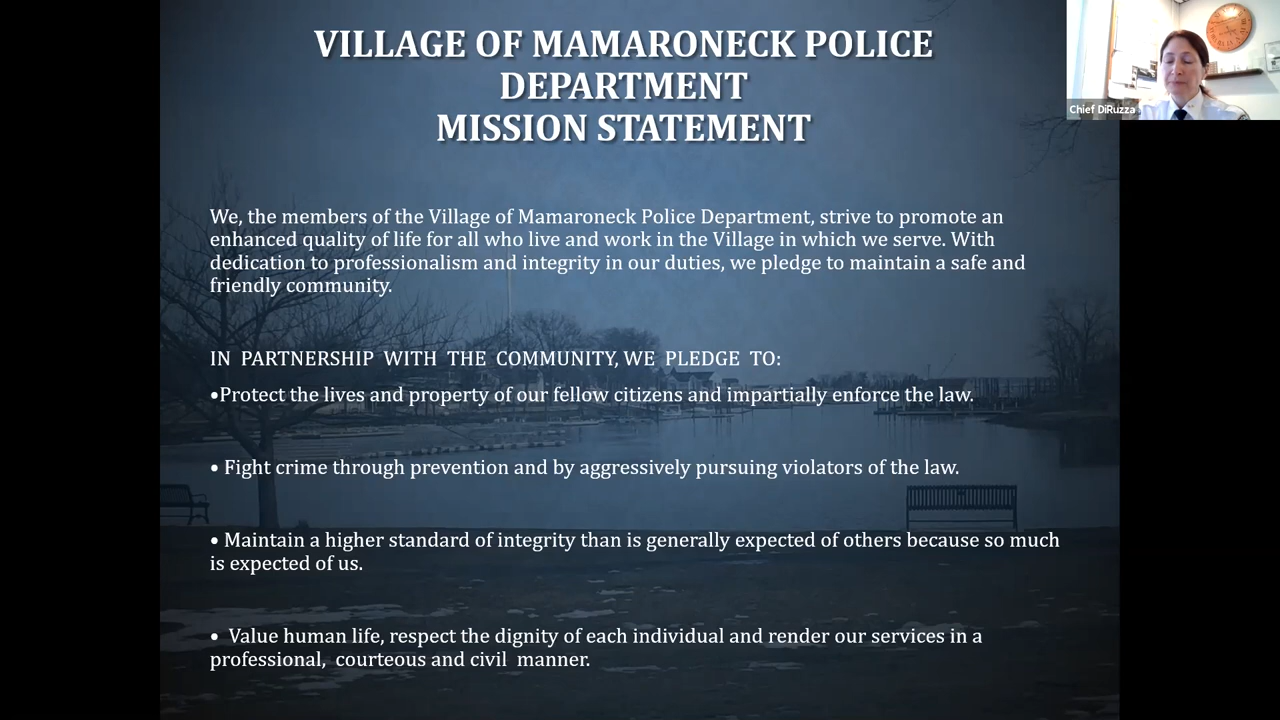 VILLAGE OF MAMARONECK POLICE
DEPARTMENT
MISSION STATEMENT
Chief DiRuzza
We, the members of the Village of Mamaroneck Police Department, strive to promote an
enhanced quality of life for all who live and work in the Village in which we serve. With
dedication to professionalism and integrity in our duties, we pledge to maintain a safe and
friendly community.
IN PARTNERSHIP WITH THE COMMUNITY, WE PLEDGE TO:
•Protect the lives and property of our fellow citizens and impartially enforce the law.
• Fight crime through prevention and by aggressively pursuing violators of the law.
• Maintain a higher standard of integrity than is generally expected of others because so much
is expected of us.
• Value human life, respect the dignity of each individual and render our services in a
professional, courteous and civil manner.